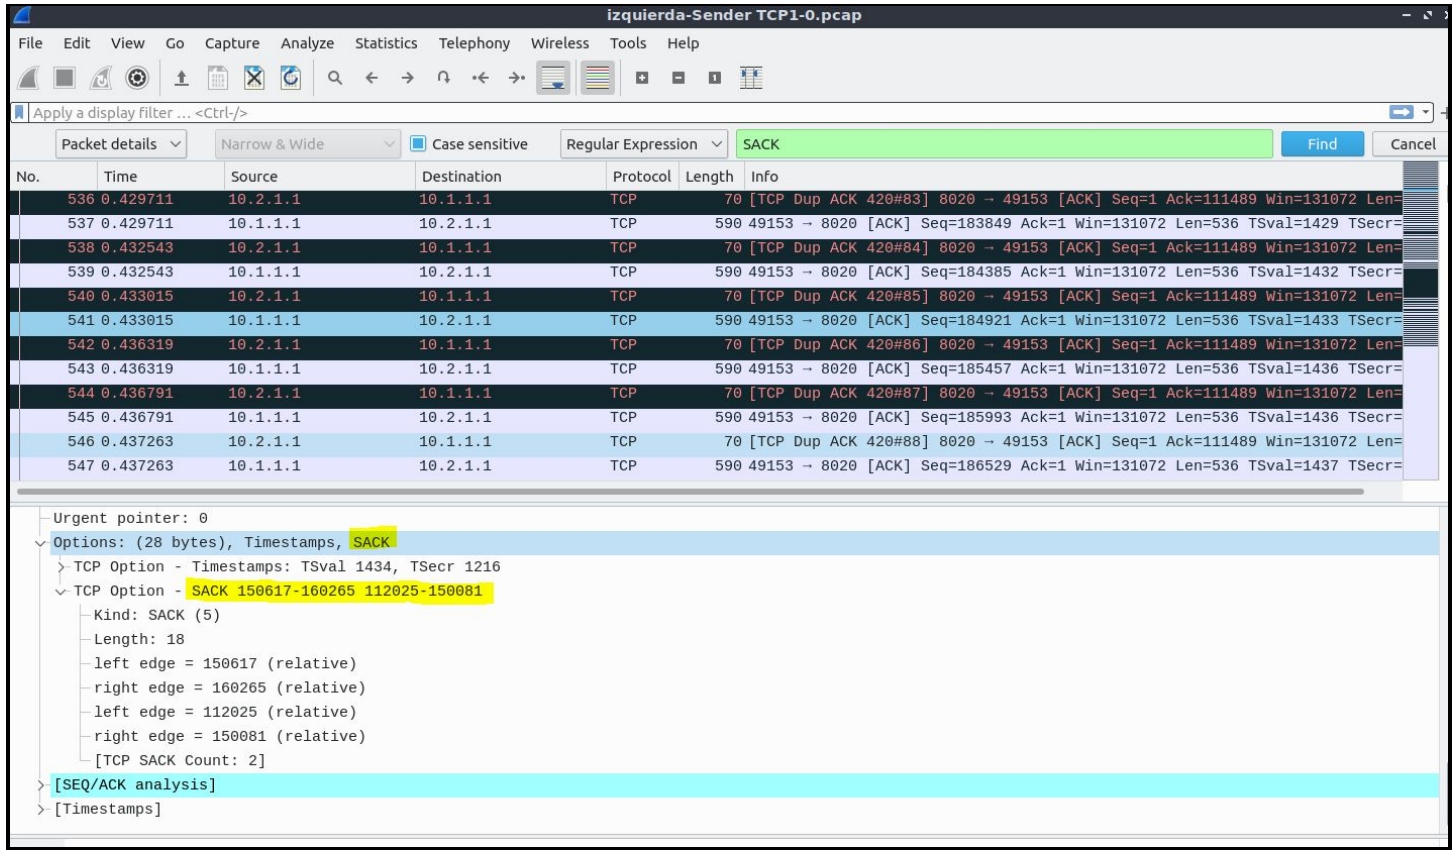 izquierda-Sender TCP1-0.pcap
File Edit View Go Capture Analyze Statistics Telephony Wireless Tools Help
Apply a display filter … <Ctrl-/>
Packet details Narrow & Wide Case sensitive Regular Expression SACK Find Cancel
No. Time Source Destination Protocol Length Info
536 0.429711 10.2.1.1 10.1.1.1 TCP 70 [TCP Dup ACK 420#83] 8020 → 49153 [ACK] Seq=1 Ack=111489 Win=131072 Len=
537 0.429711 10.1.1.1 10.2.1.1 TCP 590 49153 → 8020 [ACK] Seq=183849 Ack=1 Win=131072 Len=536 TSval=1429 TSecr=
538 0.432543 10.2.1.1 10.1.1.1 TCP 70 [TCP Dup ACK 420#84] 8020 → 49153 [ACK] Seq=1 Ack=111489 Win=131072 Len=
539 0.432543 10.1.1.1 10.2.1.1 TCP 590 49153 → 8020 [ACK] Seq=184385 Ack=1 Win=131072 Len=536 TSval=1432 TSecr=
540 0.433015 10.2.1.1 10.1.1.1 TCP 70 [TCP Dup ACK 420#85] 8020 → 49153 [ACK] Seq=1 Ack=111489 Win=131072 Len=
541 0.433015 10.1.1.1 10.2.1.1 TCP 590 49153 → 8020 [ACK] Seq=184921 Ack=1 Win=131072 Len=536 TSval=1433 TSecr=
542 0.436319 10.2.1.1 10.1.1.1 TCP 70 [TCP Dup ACK 420#86] 8020 → 49153 [ACK] Seq=1 Ack=111489 Win=131072 Len=
543 0.436319 10.1.1.1 10.2.1.1 TCP 590 49153 → 8020 [ACK] Seq=185457 Ack=1 Win=131072 Len=536 TSval=1436 TSecr=
544 0.436791 10.2.1.1 10.1.1.1 TCP 70 [TCP Dup ACK 420#87] 8020 → 49153 [ACK] Seq=1 Ack=111489 Win=131072 Len=
545 0.436791 10.1.1.1 10.2.1.1 TCP 590 49153 → 8020 [ACK] Seq=185993 Ack=1 Win=131072 Len=536 TSval=1436 TSecr=
546 0.437263 10.2.1.1 10.1.1.1 TCP 70 [TCP Dup ACK 420#88] 8020 → 49153 [ACK] Seq=1 Ack=111489 Win=131072 Len=
547 0.437263 10.1.1.1 10.2.1.1 TCP 590 49153 → 8020 [ACK] Seq=186529 Ack=1 Win=131072 Len=536 TSval=1437 TSecr=
Urgent pointer: 0
Options: (28 bytes), Timestamps, SACK
TCP Option - Timestamps: TSval 1434, TSecr 1216
TCP Option - SACK 150617-160265 112025-150081
Kind: SACK (5)
Length: 18
left edge = 150617 (relative)
right edge = 160265 (relative)
left edge = 112025 (relative)
right edge = 150081 (relative)
[TCP SACK Count: 2]
[SEQ/ACK analysis]
[Timestamps]